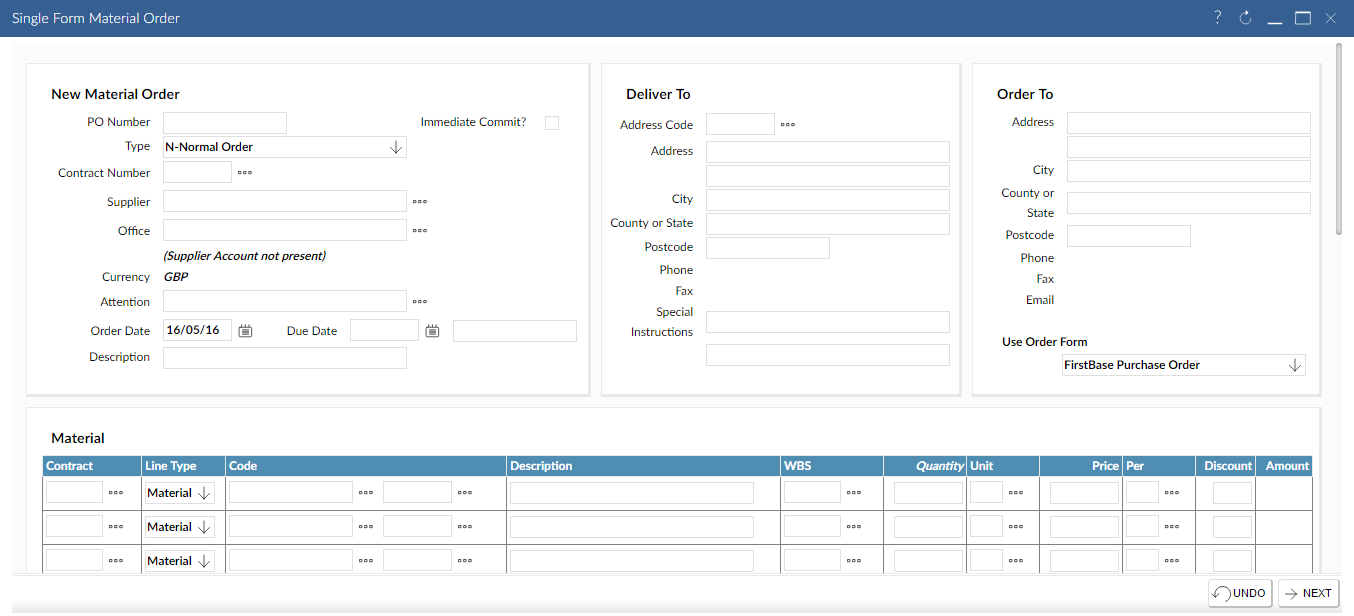 Single Form Material Order
?
New Material Order
PO Number
Immediate Commit?
Type
N-Normal Order
Contract Number
Supplier
Office
(Supplier Account not present)
Currency
GBP
Attention
Order Date
16/05/16
Due Date
Description
Deliver To
Address Code
Address
City
County or State
Postcode
Phone
Fax
Special
Instructions
Order To
Address
City
County or
State
Postcode
Phone
Fax
Email
Use Order Form
FirstBase Purchase Order
Material
Contract Line Type Code Description WBS Quantity Unit Price Per Discount Amount
Material
Material
Material
UNDO
NEXT